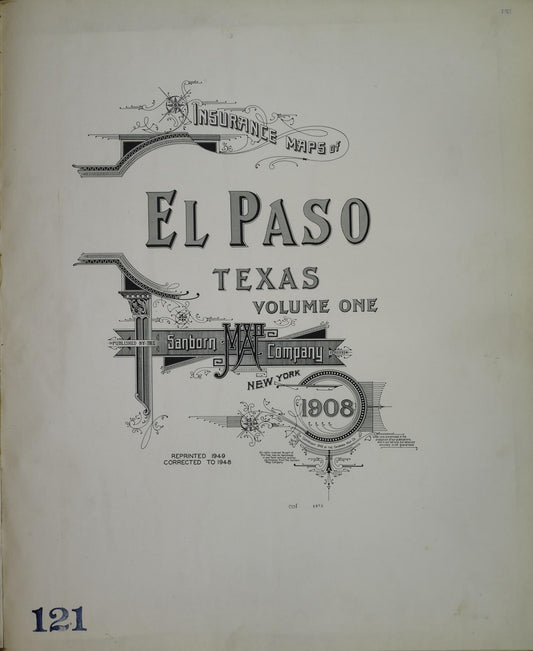 INSURANCE MAPS of
EL PASO
TEXAS
VOLUME ONE
PUBLISHED BY THE
Sanborn MAP Company
NEW YORK
1908
REPRINTED 1949
CORRECTED TO 1948
121